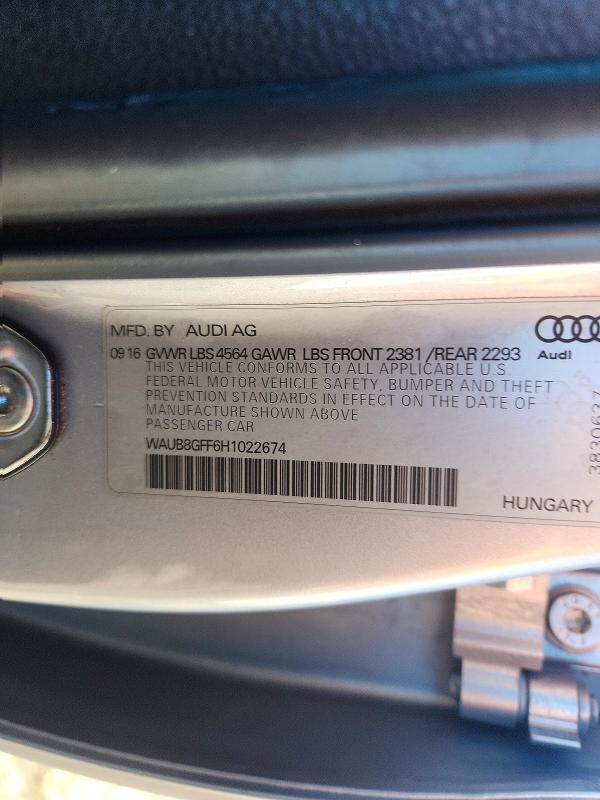 MFD. BY AUDI AG
09 16 GVWR LBS 4564 GAWR LBS FRONT 2381 /REAR 2293
Audi
THIS VEHICLE CONFORMS TO ALL APPLICABLE U.S.
FEDERAL MOTOR VEHICLE SAFETY, BUMPER AND THEFT
PREVENTION STANDARDS IN EFFECT ON THE DATE OF
MANUFACTURE SHOWN ABOVE
PASSENGER CAR
WAUB8GFF6H1022674
3830627
HUNGARY